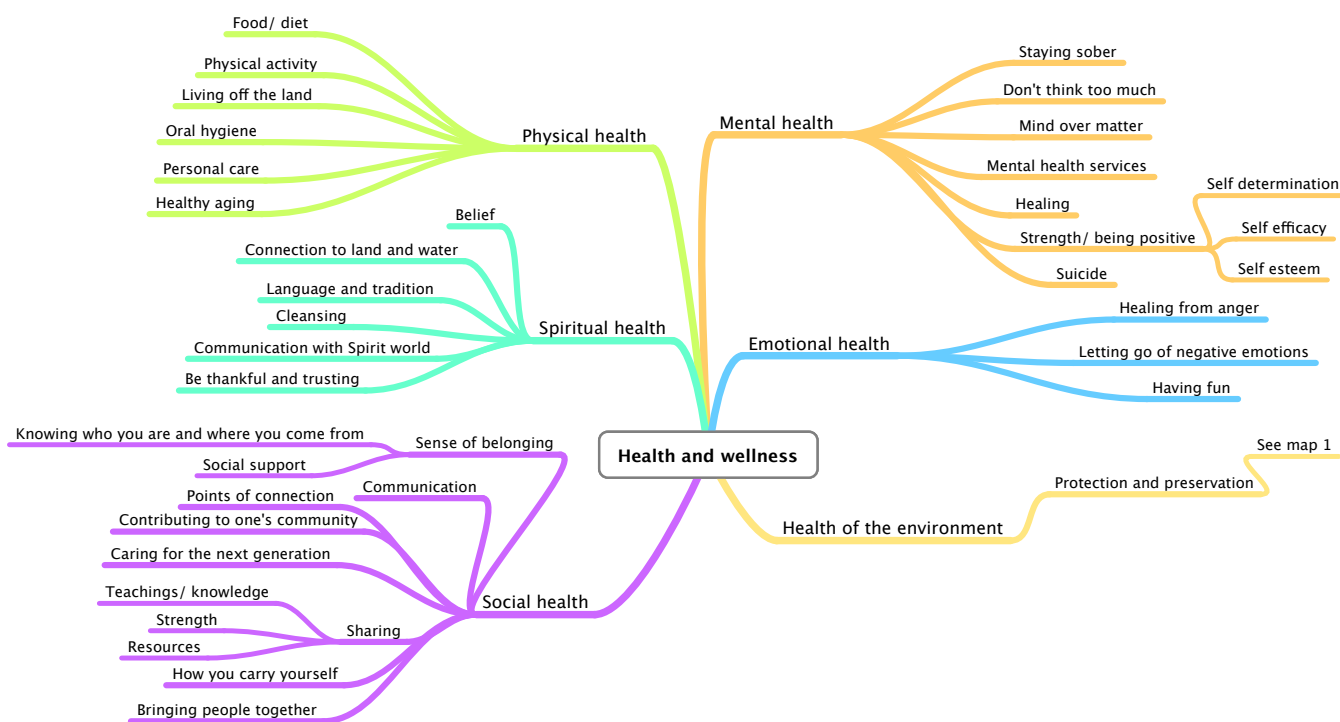 Health and wellness
Physical health
Food/ diet
Physical activity
Living off the land
Oral hygiene
Personal care
Healthy aging
Spiritual health
Belief
Connection to land and water
Language and tradition
Cleansing
Communication with Spirit world
Be thankful and trusting
Social health
Sense of belonging
Knowing who you are and where you come from
Social support
Communication
Points of connection
Contributing to one's community
Caring for the next generation
Sharing
Teachings/ knowledge
Strength
Resources
How you carry yourself
Bringing people together
Mental health
Staying sober
Don't think too much
Mind over matter
Mental health services
Healing
Strength/ being positive
Self determination
Self efficacy
Self esteem
Suicide
Emotional health
Healing from anger
Letting go of negative emotions
Having fun
Health of the environment
Protection and preservation
See map 1